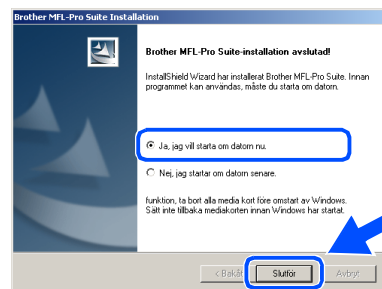 Brother MFL-Pro Suite Installation
Brother MFL-Pro Suite-installation avslutad!
InstallShield Wizard har installerat Brother MFL-Pro Suite. Innan
programmet kan användas, måste du starta om datorn.
Ja, jag vill starta om datorn nu.
Nej, jag startar om datorn senare.
funktion, ta bort alla media kort före omstart av Windows.
Sätt inte tillbaka mediakorten innan Windows har startat.
< Bakåt
Slutför
Avbryt